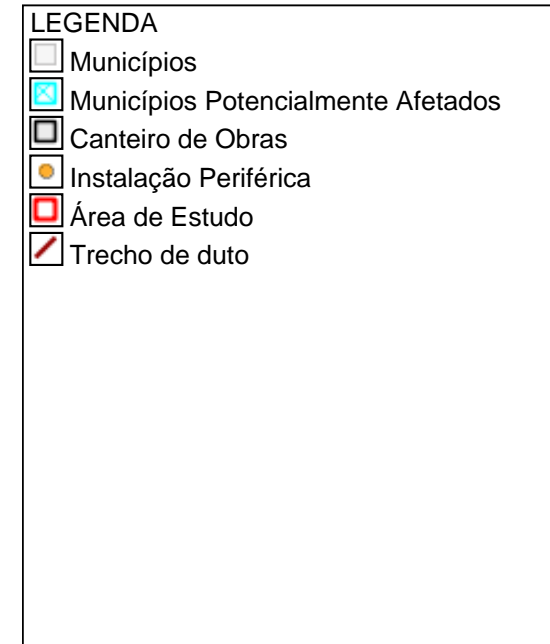 LEGENDA
Municípios
Municípios Potencialmente Afetados
Canteiro de Obras
Instalação Periférica
Área de Estudo
Trecho de duto